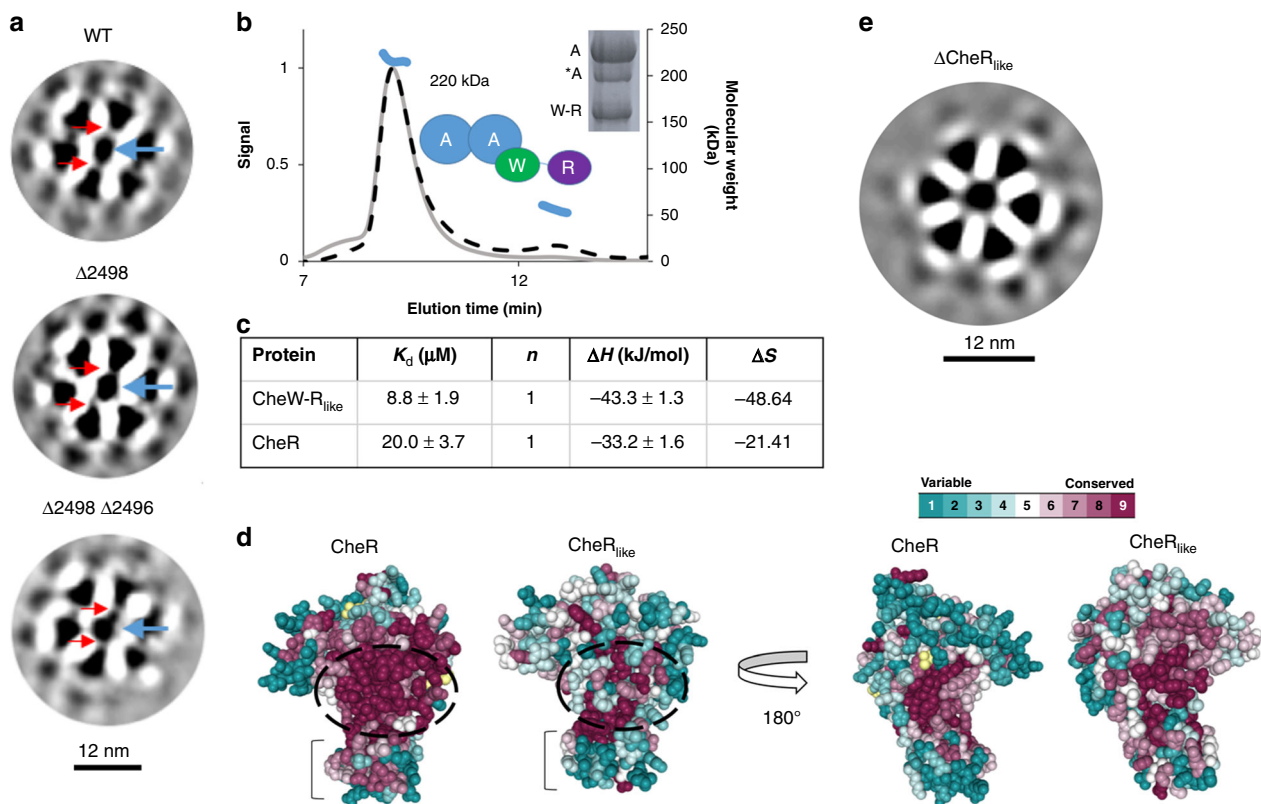 a
WT
Δ2498
Δ2498 Δ2496
12 nm
b
Signal
1
0.5
0
7
12
Elution time (min)
220 kDa
A
A
W
R
A
*A
W-R
250
200
150
100
50
0
Molecular weight
(kDa)
c
Protein Kd (μM) n ΔH (kJ/mol) ΔS
CheW-Rlike 8.8 ± 1.9 1 −43.3 ± 1.3 −48.64
CheR 20.0 ± 3.7 1 −33.2 ± 1.6 −21.41
e
ΔCheRlike
12 nm
Variable Conserved
1 2 3 4 5 6 7 8 9
d
CheR
CheRlike
180°
CheR
CheRlike